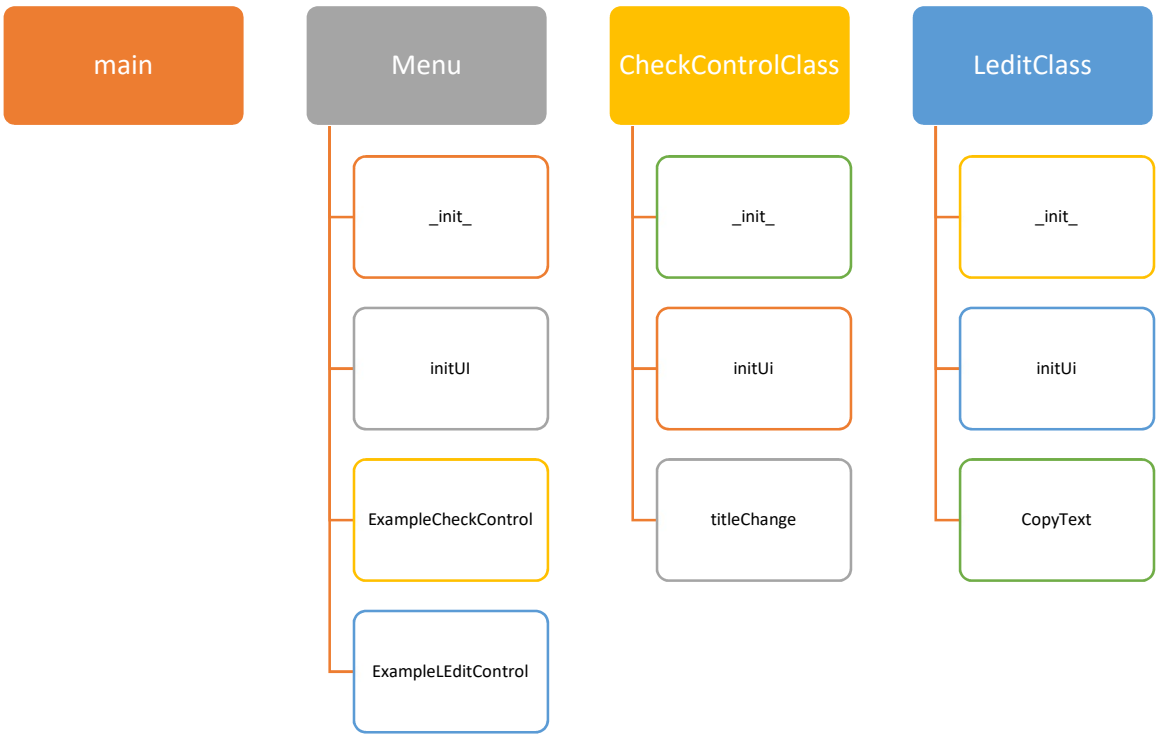 main
Menu
CheckControlClass
LeditClass
_init_
_init_
_init_
initUI
initUi
initUi
ExampleCheckControl
titleChange
CopyText
ExampleLEditControl